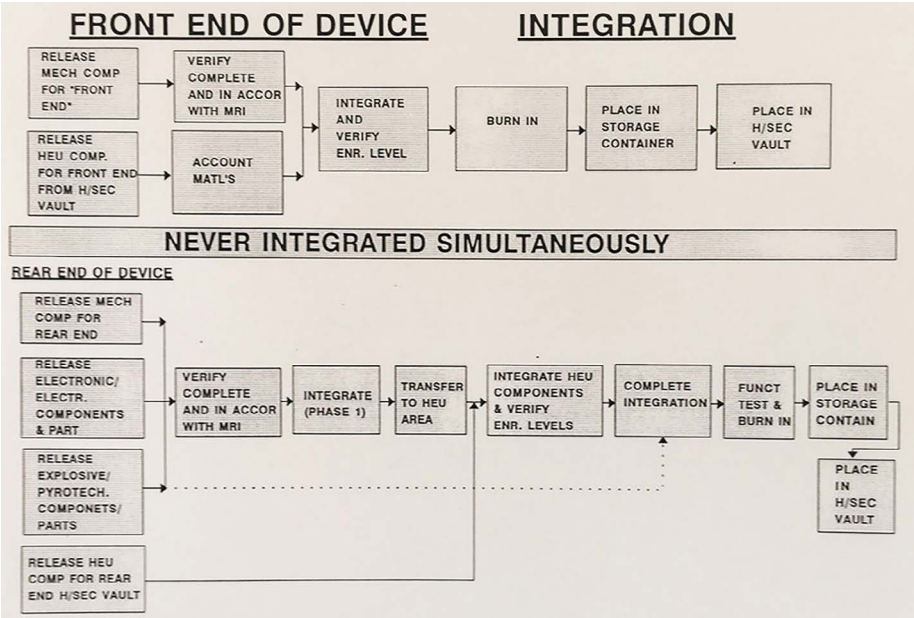 FRONT END OF DEVICE
INTEGRATION
RELEASE
MECH COMP
FOR "FRONT
END"
VERIFY
COMPLETE
AND IN ACCOR
WITH MRI
RELEASE
HEU COMP.
FOR FRONT END
FROM H/SEC
VAULT
ACCOUNT
MATL'S
INTEGRATE
AND
VERIFY
ENR. LEVEL
BURN IN
PLACE IN
STORAGE
CONTAINER
PLACE IN
H/SEC
VAULT
NEVER INTEGRATED SIMULTANEOUSLY
REAR END OF DEVICE
RELEASE MECH
COMP FOR
REAR END
RELEASE
ELECTRONIC/
ELECTR.
COMPONENTS
& PART
RELEASE
EXPLOSIVE/
PYROTECH.
COMPONETS/
PARTS
RELEASE HEU
COMP FOR REAR
END H/SEC VAULT
VERIFY
COMPLETE
AND IN ACCOR
WITH MRI
INTEGRATE
(PHASE 1)
TRANSFER
TO HEU
AREA
INTEGRATE HEU
COMPONENTS
& VERIFY
ENR. LEVELS
COMPLETE
INTEGRATION
FUNCT
TEST &
BURN IN
PLACE IN
STORAGE
CONTAIN
PLACE
IN
H/SEC
VAULT